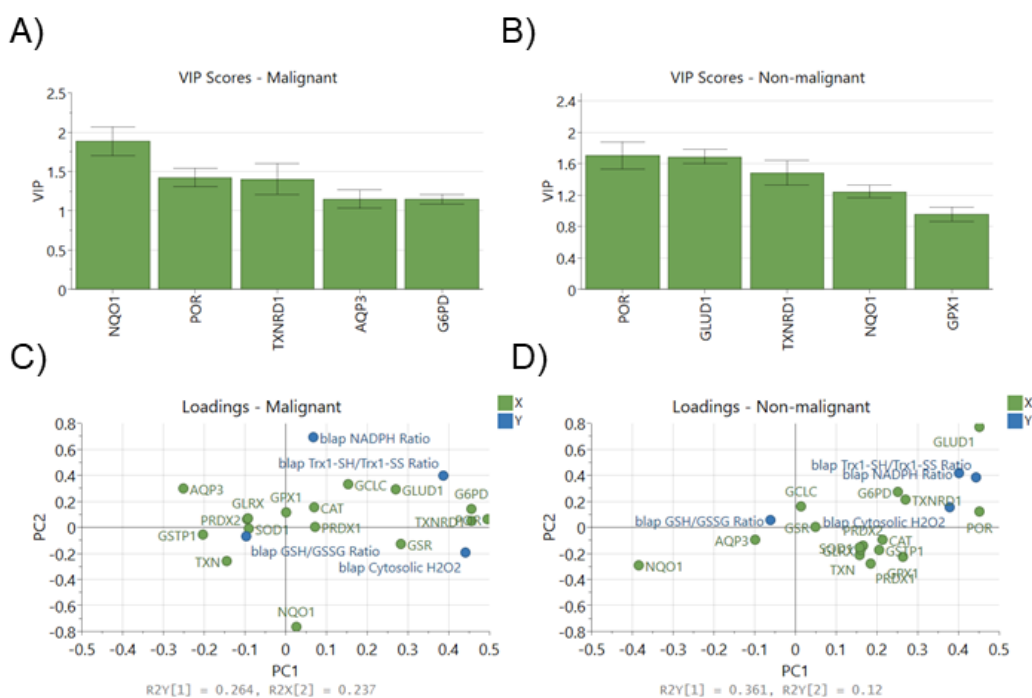 A)
VIP Scores - Malignant
VIP
2.5
2
1.5
1
0.5
0
NQO1
POR
TXNRD1
AQP3
G6PD
B)
VIP Scores - Non-malignant
VIP
2.4
2
1.6
1.2
0.8
0.4
0
POR
GLUD1
TXNRD1
NQO1
GPX1
C)
Loadings - Malignant
X
Y
PC2
0.8
0.6
0.4
0.2
0
-0.2
-0.4
-0.6
-0.8
blap NADPH Ratio
blap Trx1-SH/Trx1-SS Ratio
AQP3
GCLC
GLUD1
G6PD
GPX1
GLRX
CAT
TXNRD1
POR
PRDX2
SOD1
PRDX1
GSTP1
GSR
blap GSH/GSSG Ratio
TXN
blap Cytosolic H2O2
NQO1
-0.5 -0.4 -0.3 -0.2 -0.1 0 0.1 0.2 0.3 0.4 0.5
PC1
R2Y[1] = 0.264, R2X[2] = 0.237
D)
Loadings - Non-malignant
X
Y
PC2
0.8
0.6
0.4
0.2
0
-0.2
-0.4
-0.6
-0.8
GLUD1
blap Trx1-SH/Trx1-SS Ratio
blap NADPH Ratio
GCLC
G6PD
TXNRD1
blap GSH/GSSG Ratio
blap Cytosolic H2O2
GSR
POR
AQP3
PRDX2
CAT
SOD1
GLRX
GSTP1
TXN
GPX1
PRDX1
NQO1
-0.5 -0.4 -0.3 -0.2 -0.1 0 0.1 0.2 0.3 0.4 0.5
PC1
R2Y[1] = 0.361, R2Y[2] = 0.12